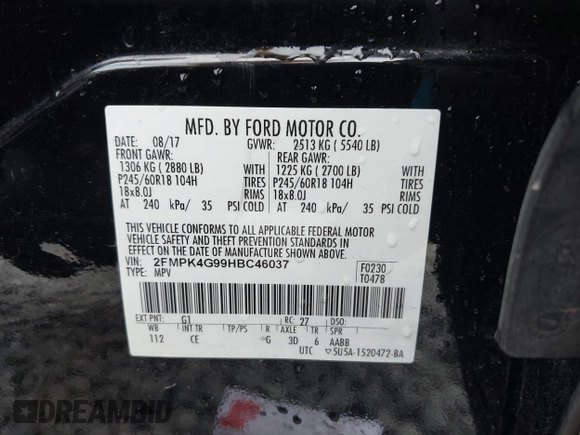 MFD. BY FORD MOTOR CO.
DATE: 08/17 GVWR: 2513 KG ( 5540 LB)
FRONT GAWR: REAR GAWR:
1306 KG ( 2880 LB) WITH 1225 KG ( 2700 LB) WITH
P245/60R18 104H TIRES P245/60R18 104H TIRES
18x8.0J RIMS 18x8.0J RIMS
AT 240 kPa/ 35 PSI COLD AT 240 kPa/ 35 PSI COLD
THIS VEHICLE CONFORMS TO ALL APPLICABLE FEDERAL MOTOR
VEHICLE SAFETY AND BUMPER STANDARDS, AND THEFT PREVENTION STANDARDS IN
EFFECT ON THE DATE OF MANUFACTURE SHOWN ABOVE.
VIN: 2FMPK4G99HBC46037 F0230
TYPE: MPV T0478
EXT PNT: G1 RC: 27 DSO:
WB INT TR TP/PS R AXLE TR SPR
112 CE G 3D 6 AABB
UTC ▽5U5A-1520472-BA
DREAMBID